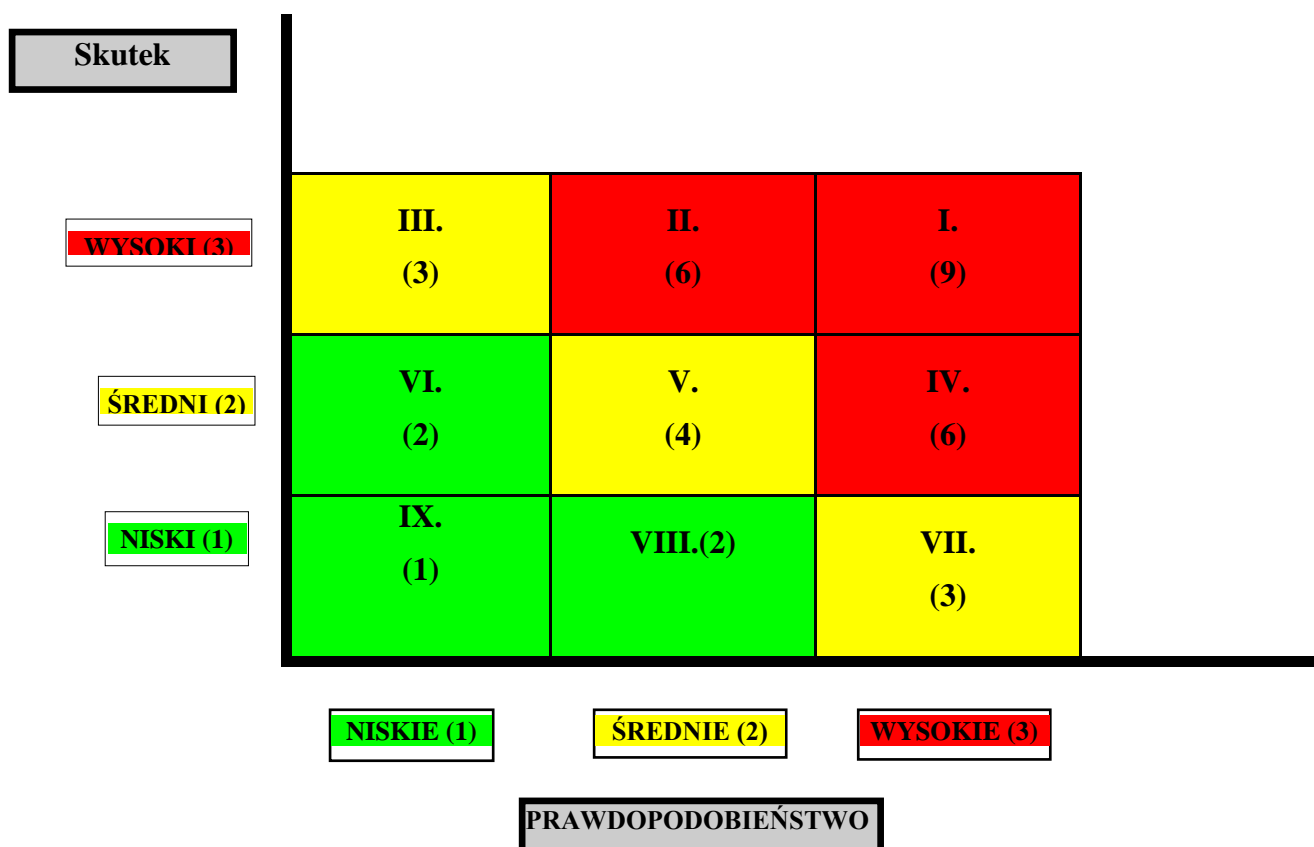 Skutek
III.
II.
I.
WYSOKI (3)
(3)
(6)
(9)
VI.
V.
IV.
ŚREDNI (2)
(2)
(4)
(6)
IX.
NISKI (1)
VIII.(2)
VII.
(1)
(3)
NISKIE (1)
ŚREDNIE (2)
WYSOKIE (3)
PRAWDOPODOBIEŃSTWO